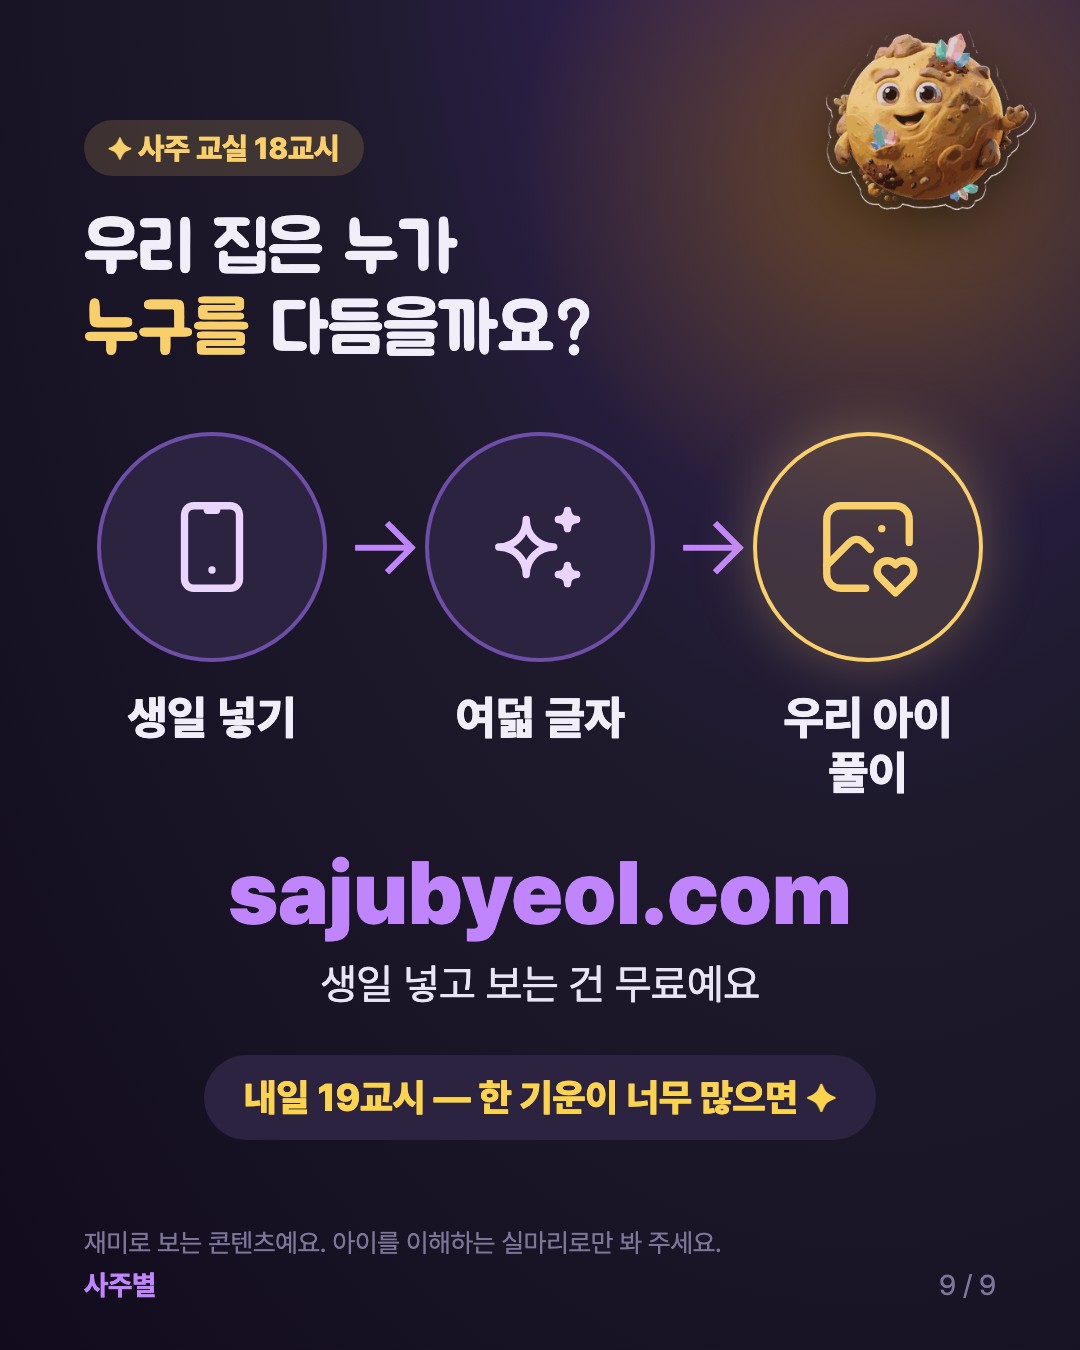 ✦ 사주 교실 18교시
우리 집은 누가
누구를 다듬을까요?
생일 넣기
여덟 글자
우리 아이
풀이
sajubyeol.com
생일 넣고 보는 건 무료예요
내일 19교시 — 한 기운이 너무 많으면 ✦
재미로 보는 콘텐츠예요. 아이를 이해하는 실마리로만 봐 주세요.
사주별
9 / 9